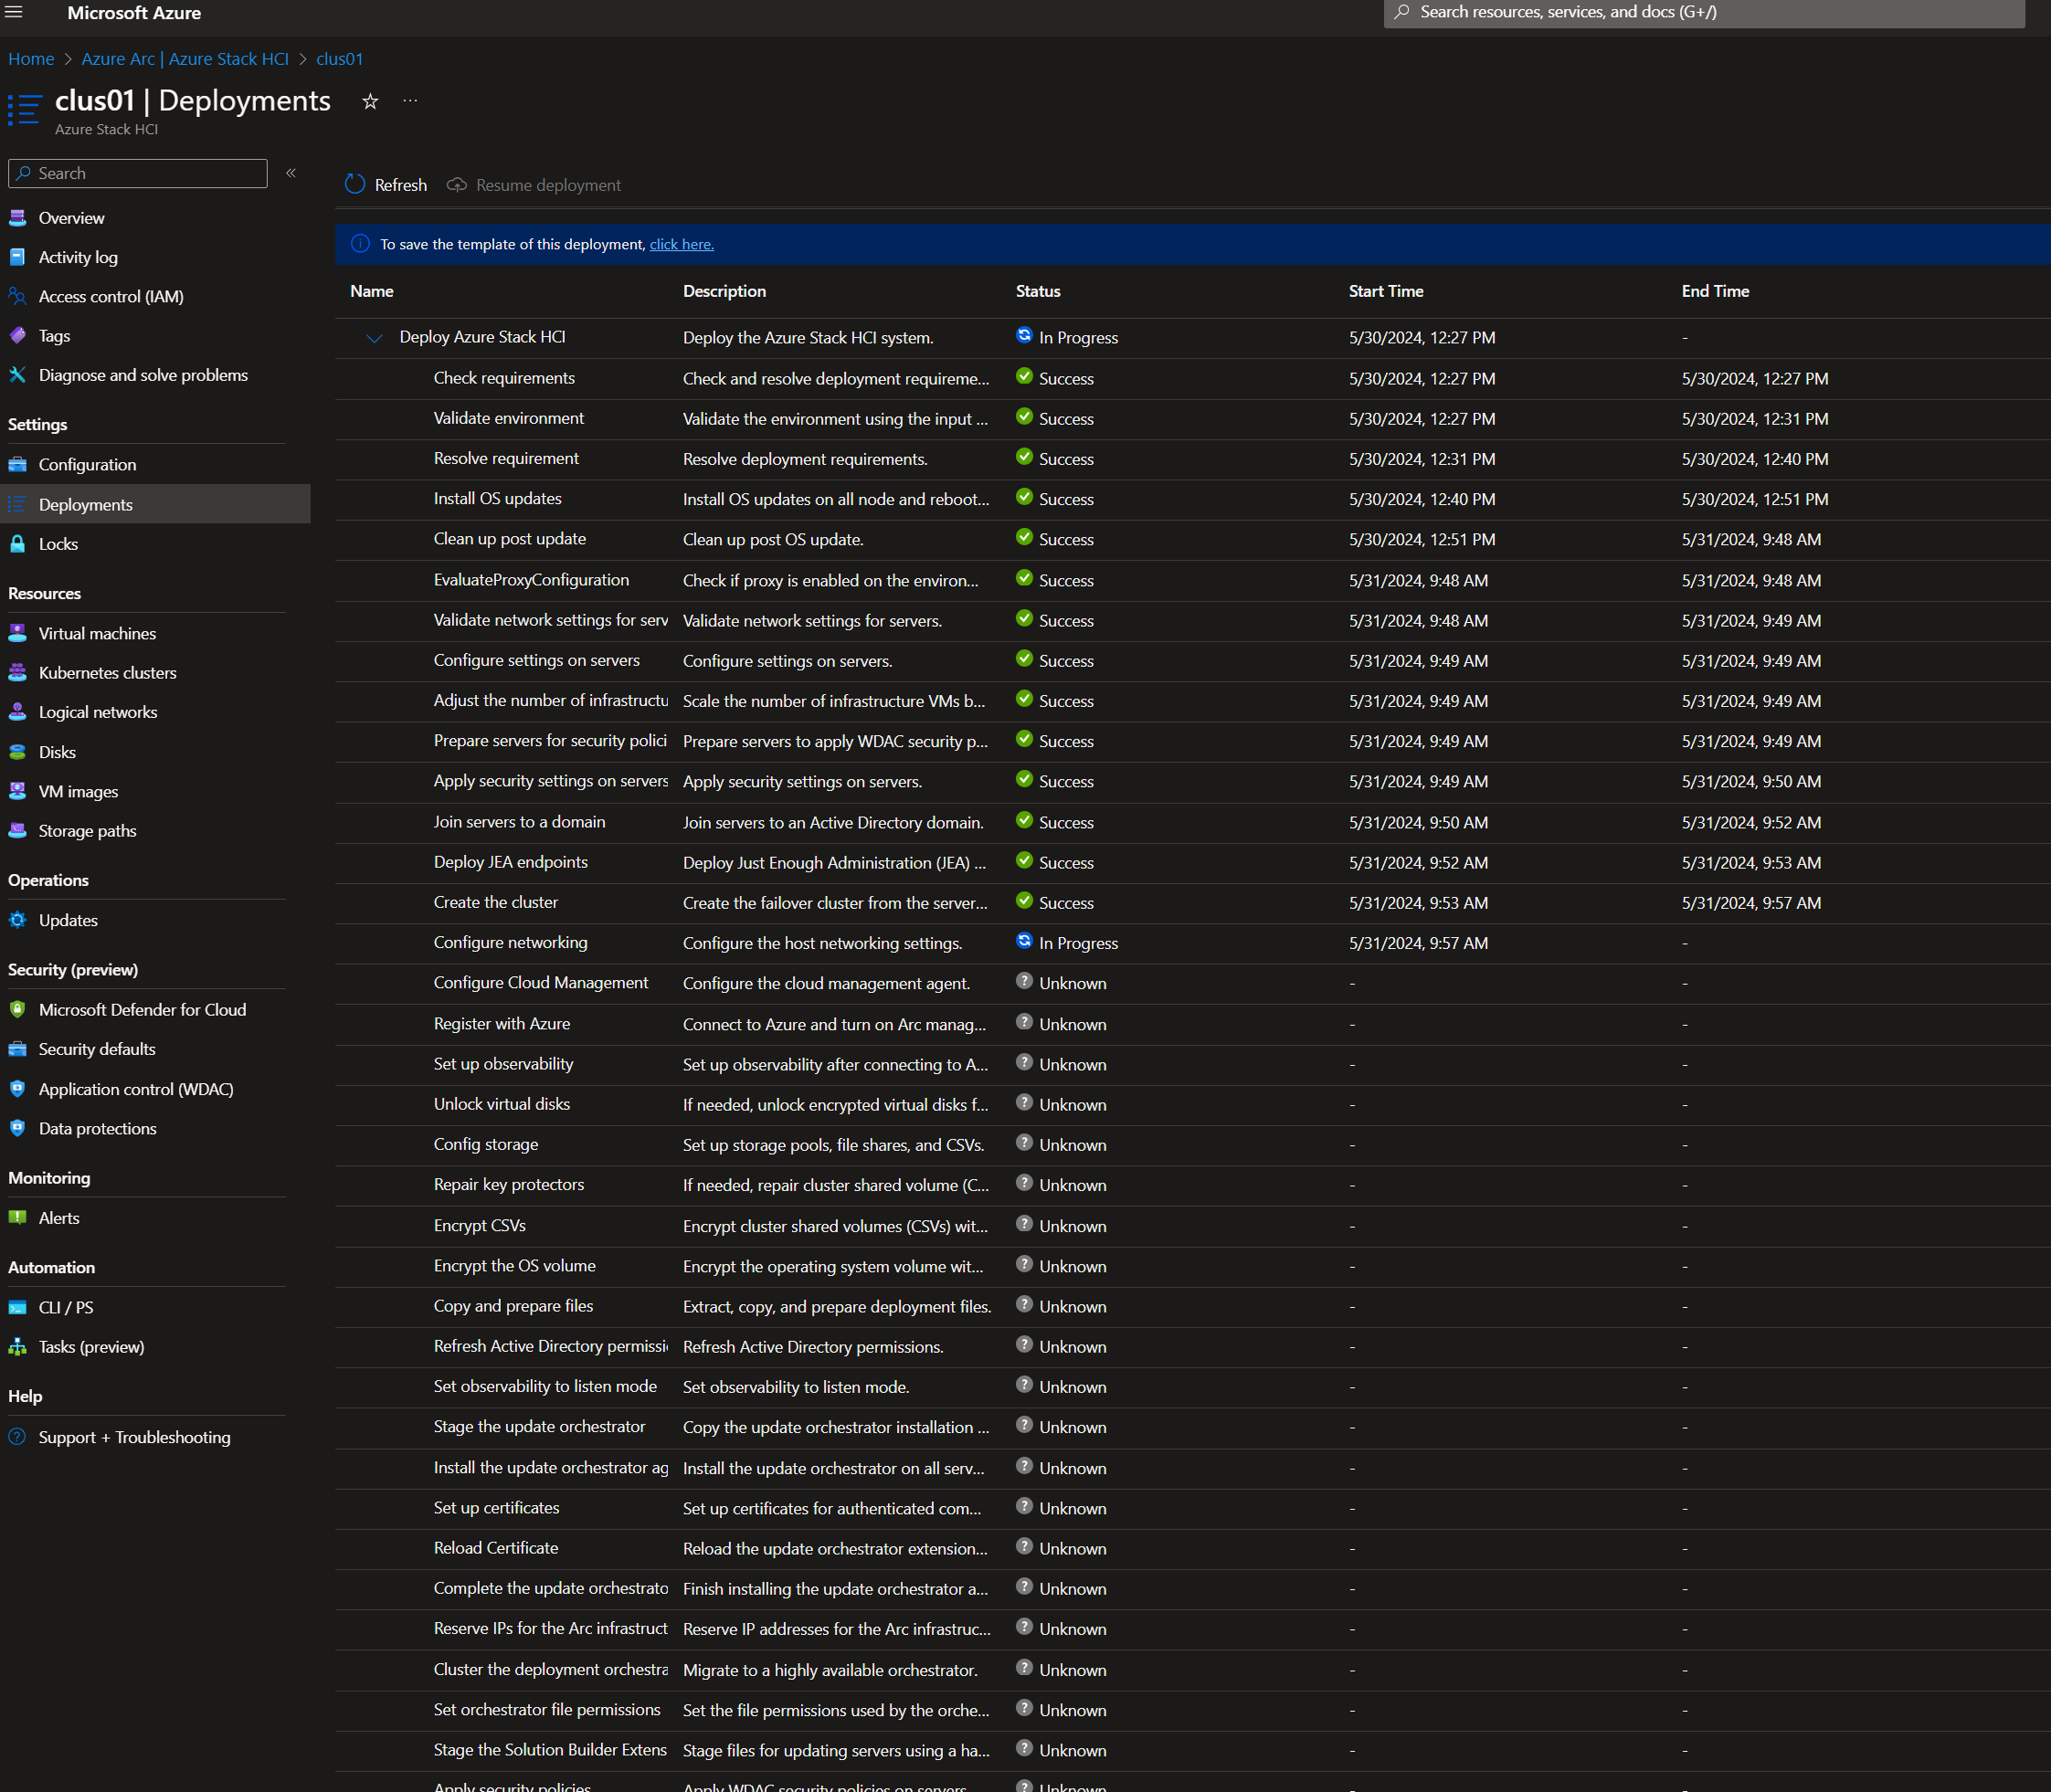 Microsoft Azure
Search resources, services, and docs (G+/)
Home > Azure Arc | Azure Stack HCI > clus01
clus01 | Deployments ☆ ...
Azure Stack HCI
Search «
Overview
Activity log
Access control (IAM)
Tags
Diagnose and solve problems
Settings
Configuration
Deployments
Locks
Resources
Virtual machines
Kubernetes clusters
Logical networks
Disks
VM images
Storage paths
Operations
Updates
Security (preview)
Microsoft Defender for Cloud
Security defaults
Application control (WDAC)
Data protections
Monitoring
Alerts
Automation
CLI / PS
Tasks (preview)
Help
Support + Troubleshooting
Refresh Resume deployment
To save the template of this deployment, click here.
Name Description Status Start Time End Time
Deploy Azure Stack HCI Deploy the Azure Stack HCI system. In Progress 5/30/2024, 12:27 PM -
Check requirements Check and resolve deployment requireme... Success 5/30/2024, 12:27 PM 5/30/2024, 12:27 PM
Validate environment Validate the environment using the input ... Success 5/30/2024, 12:27 PM 5/30/2024, 12:31 PM
Resolve requirement Resolve deployment requirements. Success 5/30/2024, 12:31 PM 5/30/2024, 12:40 PM
Install OS updates Install OS updates on all node and reboot... Success 5/30/2024, 12:40 PM 5/30/2024, 12:51 PM
Clean up post update Clean up post OS update. Success 5/30/2024, 12:51 PM 5/31/2024, 9:48 AM
EvaluateProxyConfiguration Check if proxy is enabled on the environ... Success 5/31/2024, 9:48 AM 5/31/2024, 9:48 AM
Validate network settings for serv Validate network settings for servers. Success 5/31/2024, 9:48 AM 5/31/2024, 9:49 AM
Configure settings on servers Configure settings on servers. Success 5/31/2024, 9:49 AM 5/31/2024, 9:49 AM
Adjust the number of infrastructu Scale the number of infrastructure VMs b... Success 5/31/2024, 9:49 AM 5/31/2024, 9:49 AM
Prepare servers for security polici Prepare servers to apply WDAC security p... Success 5/31/2024, 9:49 AM 5/31/2024, 9:49 AM
Apply security settings on servers Apply security settings on servers. Success 5/31/2024, 9:49 AM 5/31/2024, 9:50 AM
Join servers to a domain Join servers to an Active Directory domain. Success 5/31/2024, 9:50 AM 5/31/2024, 9:52 AM
Deploy JEA endpoints Deploy Just Enough Administration (JEA) ... Success 5/31/2024, 9:52 AM 5/31/2024, 9:53 AM
Create the cluster Create the failover cluster from the server... Success 5/31/2024, 9:53 AM 5/31/2024, 9:57 AM
Configure networking Configure the host networking settings. In Progress 5/31/2024, 9:57 AM -
Configure Cloud Management Configure the cloud management agent. Unknown - -
Register with Azure Connect to Azure and turn on Arc manag... Unknown - -
Set up observability Set up observability after connecting to A... Unknown - -
Unlock virtual disks If needed, unlock encrypted virtual disks f... Unknown - -
Config storage Set up storage pools, file shares, and CSVs. Unknown - -
Repair key protectors If needed, repair cluster shared volume (C... Unknown - -
Encrypt CSVs Encrypt cluster shared volumes (CSVs) wit... Unknown - -
Encrypt the OS volume Encrypt the operating system volume wit... Unknown - -
Copy and prepare files Extract, copy, and prepare deployment files. Unknown - -
Refresh Active Directory permissi Refresh Active Directory permissions. Unknown - -
Set observability to listen mode Set observability to listen mode. Unknown - -
Stage the update orchestrator Copy the update orchestrator installation ... Unknown - -
Install the update orchestrator ag Install the update orchestrator on all serv... Unknown - -
Set up certificates Set up certificates for authenticated com... Unknown - -
Reload Certificate Reload the update orchestrator extension... Unknown - -
Complete the update orchestrato Finish installing the update orchestrator a... Unknown - -
Reserve IPs for the Arc infrastruct Reserve IP addresses for the Arc infrastruc... Unknown - -
Cluster the deployment orchestra Migrate to a highly available orchestrator. Unknown - -
Set orchestrator file permissions Set the file permissions used by the orche... Unknown - -
Stage the Solution Builder Extens Stage files for updating servers using a ha... Unknown - -
Apply security policies Apply WDAC security policies on servers. Unknown - -